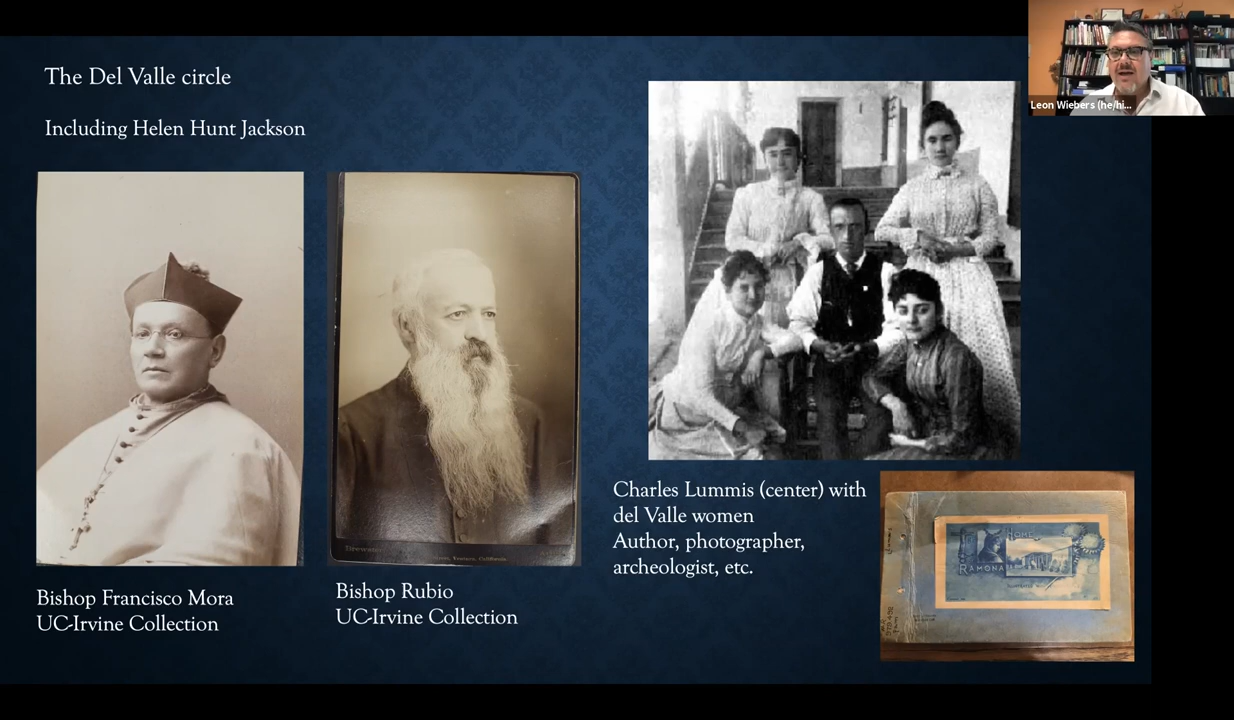 The Del Valle circle
Including Helen Hunt Jackson
Leon Wiebers (he/hi...
Bishop Francisco Mora
UC-Irvine Collection
Bishop Rubio
UC-Irvine Collection
Charles Lummis (center) with
del Valle women
Author, photographer,
archeologist, etc.
HOME
RAMONA